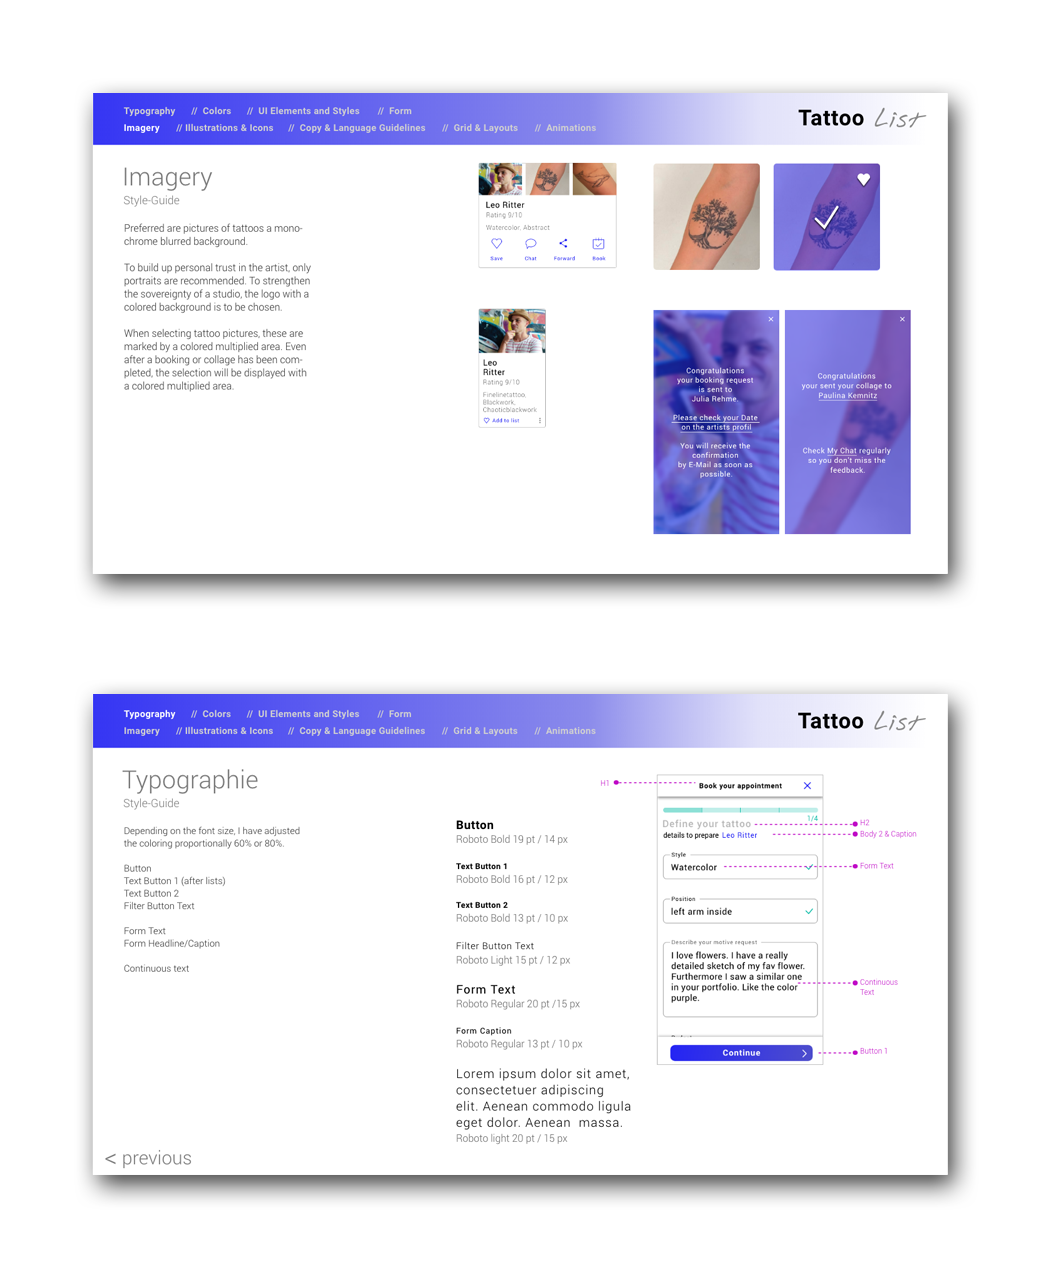 Typography // Colors // UI Elements and Styles // Form
Imagery // Illustrations & Icons // Copy & Language Guidelines // Grid & Layouts // Animations
Tattoo List
Imagery
Style-Guide
Preferred are pictures of tattoos a mono-
chrome blurred background.
To build up personal trust in the artist, only
portraits are recommended. To strengthen
the sovereignty of a studio, the logo with a
colored background is to be chosen.
When selecting tattoo pictures, these are
marked by a colored multiplied area. Even
after a booking or collage has been com-
pleted, the selection will be displayed with
a colored multiplied area.
Leo Ritter
Rating 9/10
Watercolor, Abstract
Save Chat Forward Book
Leo
Ritter
Rating 9/10
Finelinetattoo,
Blackwork,
Chaoticblackwork
Add to list
Congratulations
your booking request
is sent to
Julia Rehme
Please check your Date
on the artists profil
You will receive the
confirmation
by E-Mail as soon as
possible.
Congratulations
your sent your collage to
Paulina Kemnitz
Check My Chat regularly
so you don't miss the
feedback.
Typography // Colors // UI Elements and Styles // Form
Imagery // Illustrations & Icons // Copy & Language Guidelines // Grid & Layouts // Animations
Tattoo List
Typographie
Style-Guide
Depending on the font size, I have adjusted
the coloring proportionally 60% or 80%.
Button
Text Button 1 (after lists)
Text Button 2
Filter Button Text
Form Text
Form Headline/Caption
Continuous text
Button
Roboto Bold 19 pt / 14 px
Text Button 1
Roboto Bold 16 pt / 12 px
Text Button 2
Roboto Bold 13 pt / 10 px
Filter Button Text
Roboto Light 15 pt / 12 px
Form Text
Roboto Regular 20 pt /15 px
Form Caption
Roboto Regular 13 pt / 10 px
Lorem ipsum dolor sit amet,
consectetuer adipiscing
elit. Aenean commodo ligula
eget dolor. Aenean massa.
Roboto light 20 pt / 15 px
H1
Book your appointment
1/4
Define your tattoo
H2
details to prepare Leo Ritter
Body 2 & Caption
Style
Watercolor
Form Text
Position
left arm inside
Describe your motive request
I love flowers. I have a really
detailed sketch of my fav flower.
Furthermore I saw a similar one
in your portfolio. Like the color
purple.
Continuous
Text
Continue
Button 1
< previous